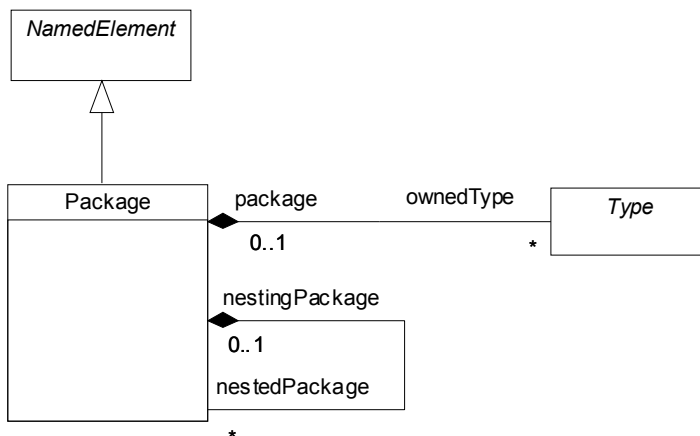 NamedElement
Package
package
ownedType
Type
0..1
*
nestingPackage
0..1
nestedPackage
*